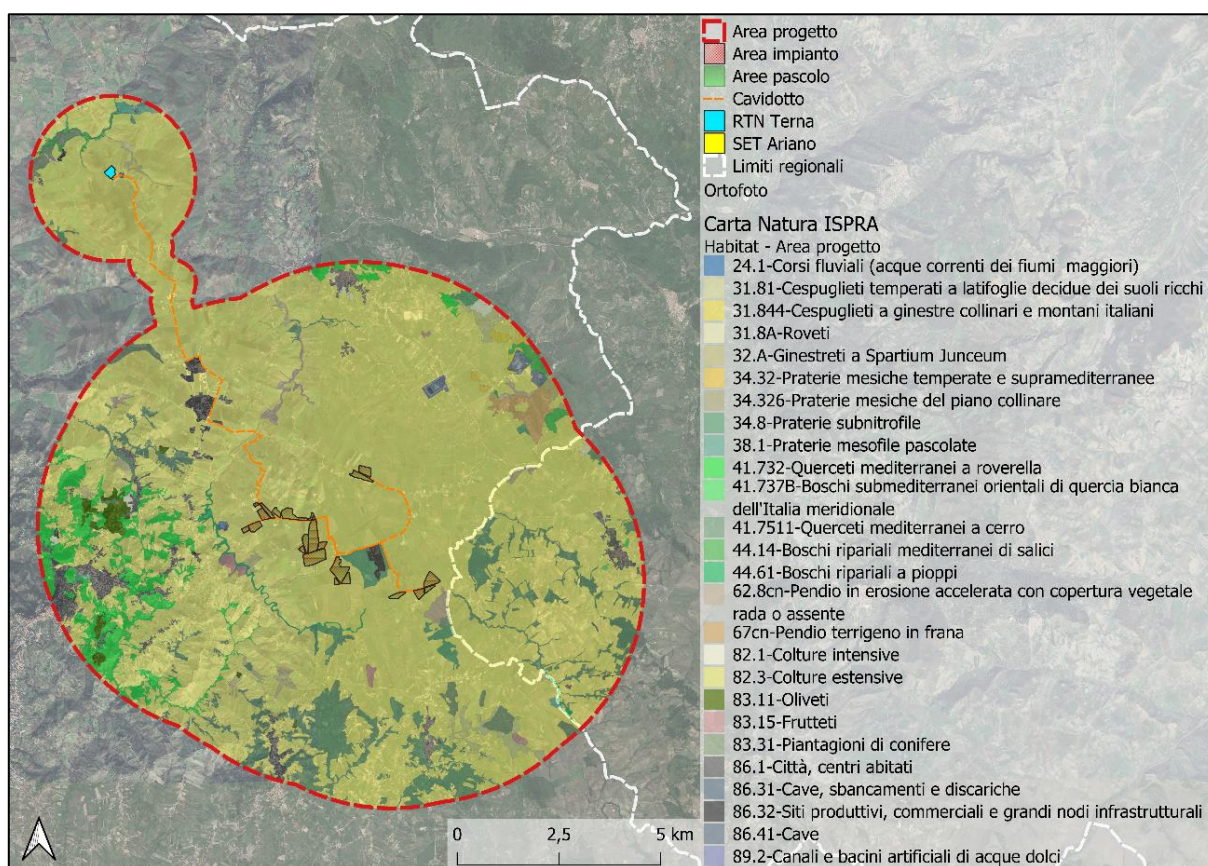 Area progetto
Area impianto
Aree pascolo
Cavidotto
RTN Terna
SET Ariano
Limiti regionali
Ortofoto
Carta Natura ISPRA
Habitat - Area progetto
24.1-Corsi fluviali (acque correnti dei fiumi maggiori)
31.81-Cespuglieti temperati a latifoglie decidue dei suoli ricchi
31.844-Cespuglieti a ginestre collinari e montani italiani
31.8A-Roveti
32.A-Ginestreti a Spartium Junceum
34.32-Praterie mesiche temperate e supramediterranee
34.326-Praterie mesiche del piano collinare
34.8-Praterie subnitrofile
38.1-Praterie mesofile pascolate
41.732-Querceti mediterranei a roverella
41.737B-Boschi submediterranei orientali di quercia bianca
dell'Italia meridionale
41.7511-Querceti mediterranei a cerro
44.14-Boschi ripariali mediterranei di salici
44.61-Boschi ripariali a pioppi
62.8cn-Pendio in erosione accelerata con copertura vegetale
rada o assente
67cn-Pendio terrigeno in frana
82.1-Colture intensive
82.3-Colture estensive
83.11-Oliveti
83.15-Frutteti
83.31-Piantagioni di conifere
86.1-Città, centri abitati
86.31-Cave, sbancamenti e discariche
86.32-Siti produttivi, commerciali e grandi nodi infrastrutturali
86.41-Cave
89.2-Canali e bacini artificiali di acque dolci
0 2,5 5 km